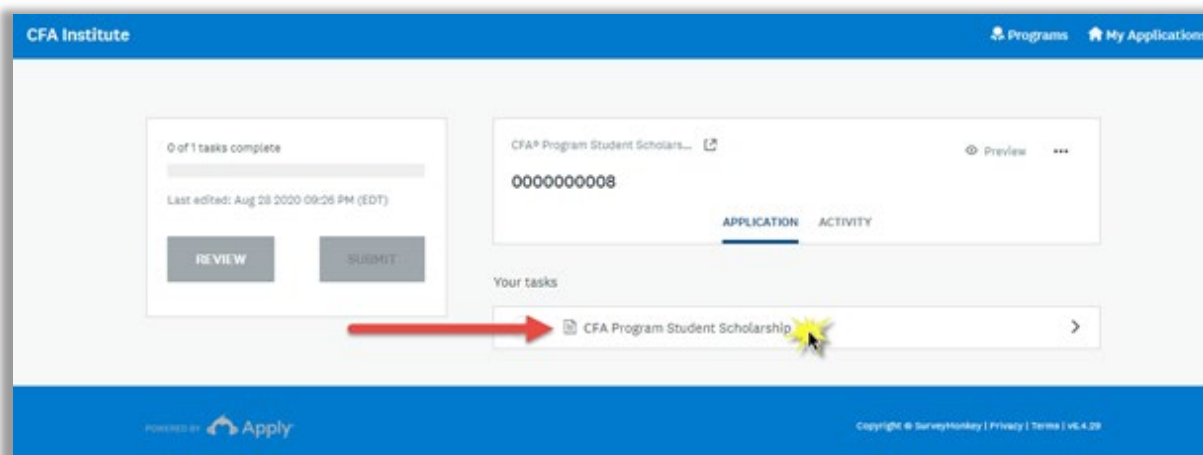 CFA Institute
Programs
My Applications
0 of 1 tasks complete
Last edited: Aug 28 2020 09:26 PM (EDT)
REVIEW
SUBMIT
CFA® Program Student Scholars...
Preview
0000000008
APPLICATION ACTIVITY
Your tasks
CFA Program Student Scholarship
POWERED BY Apply
Copyright © SurveyMonkey | Privacy | Terms | v6.4.29